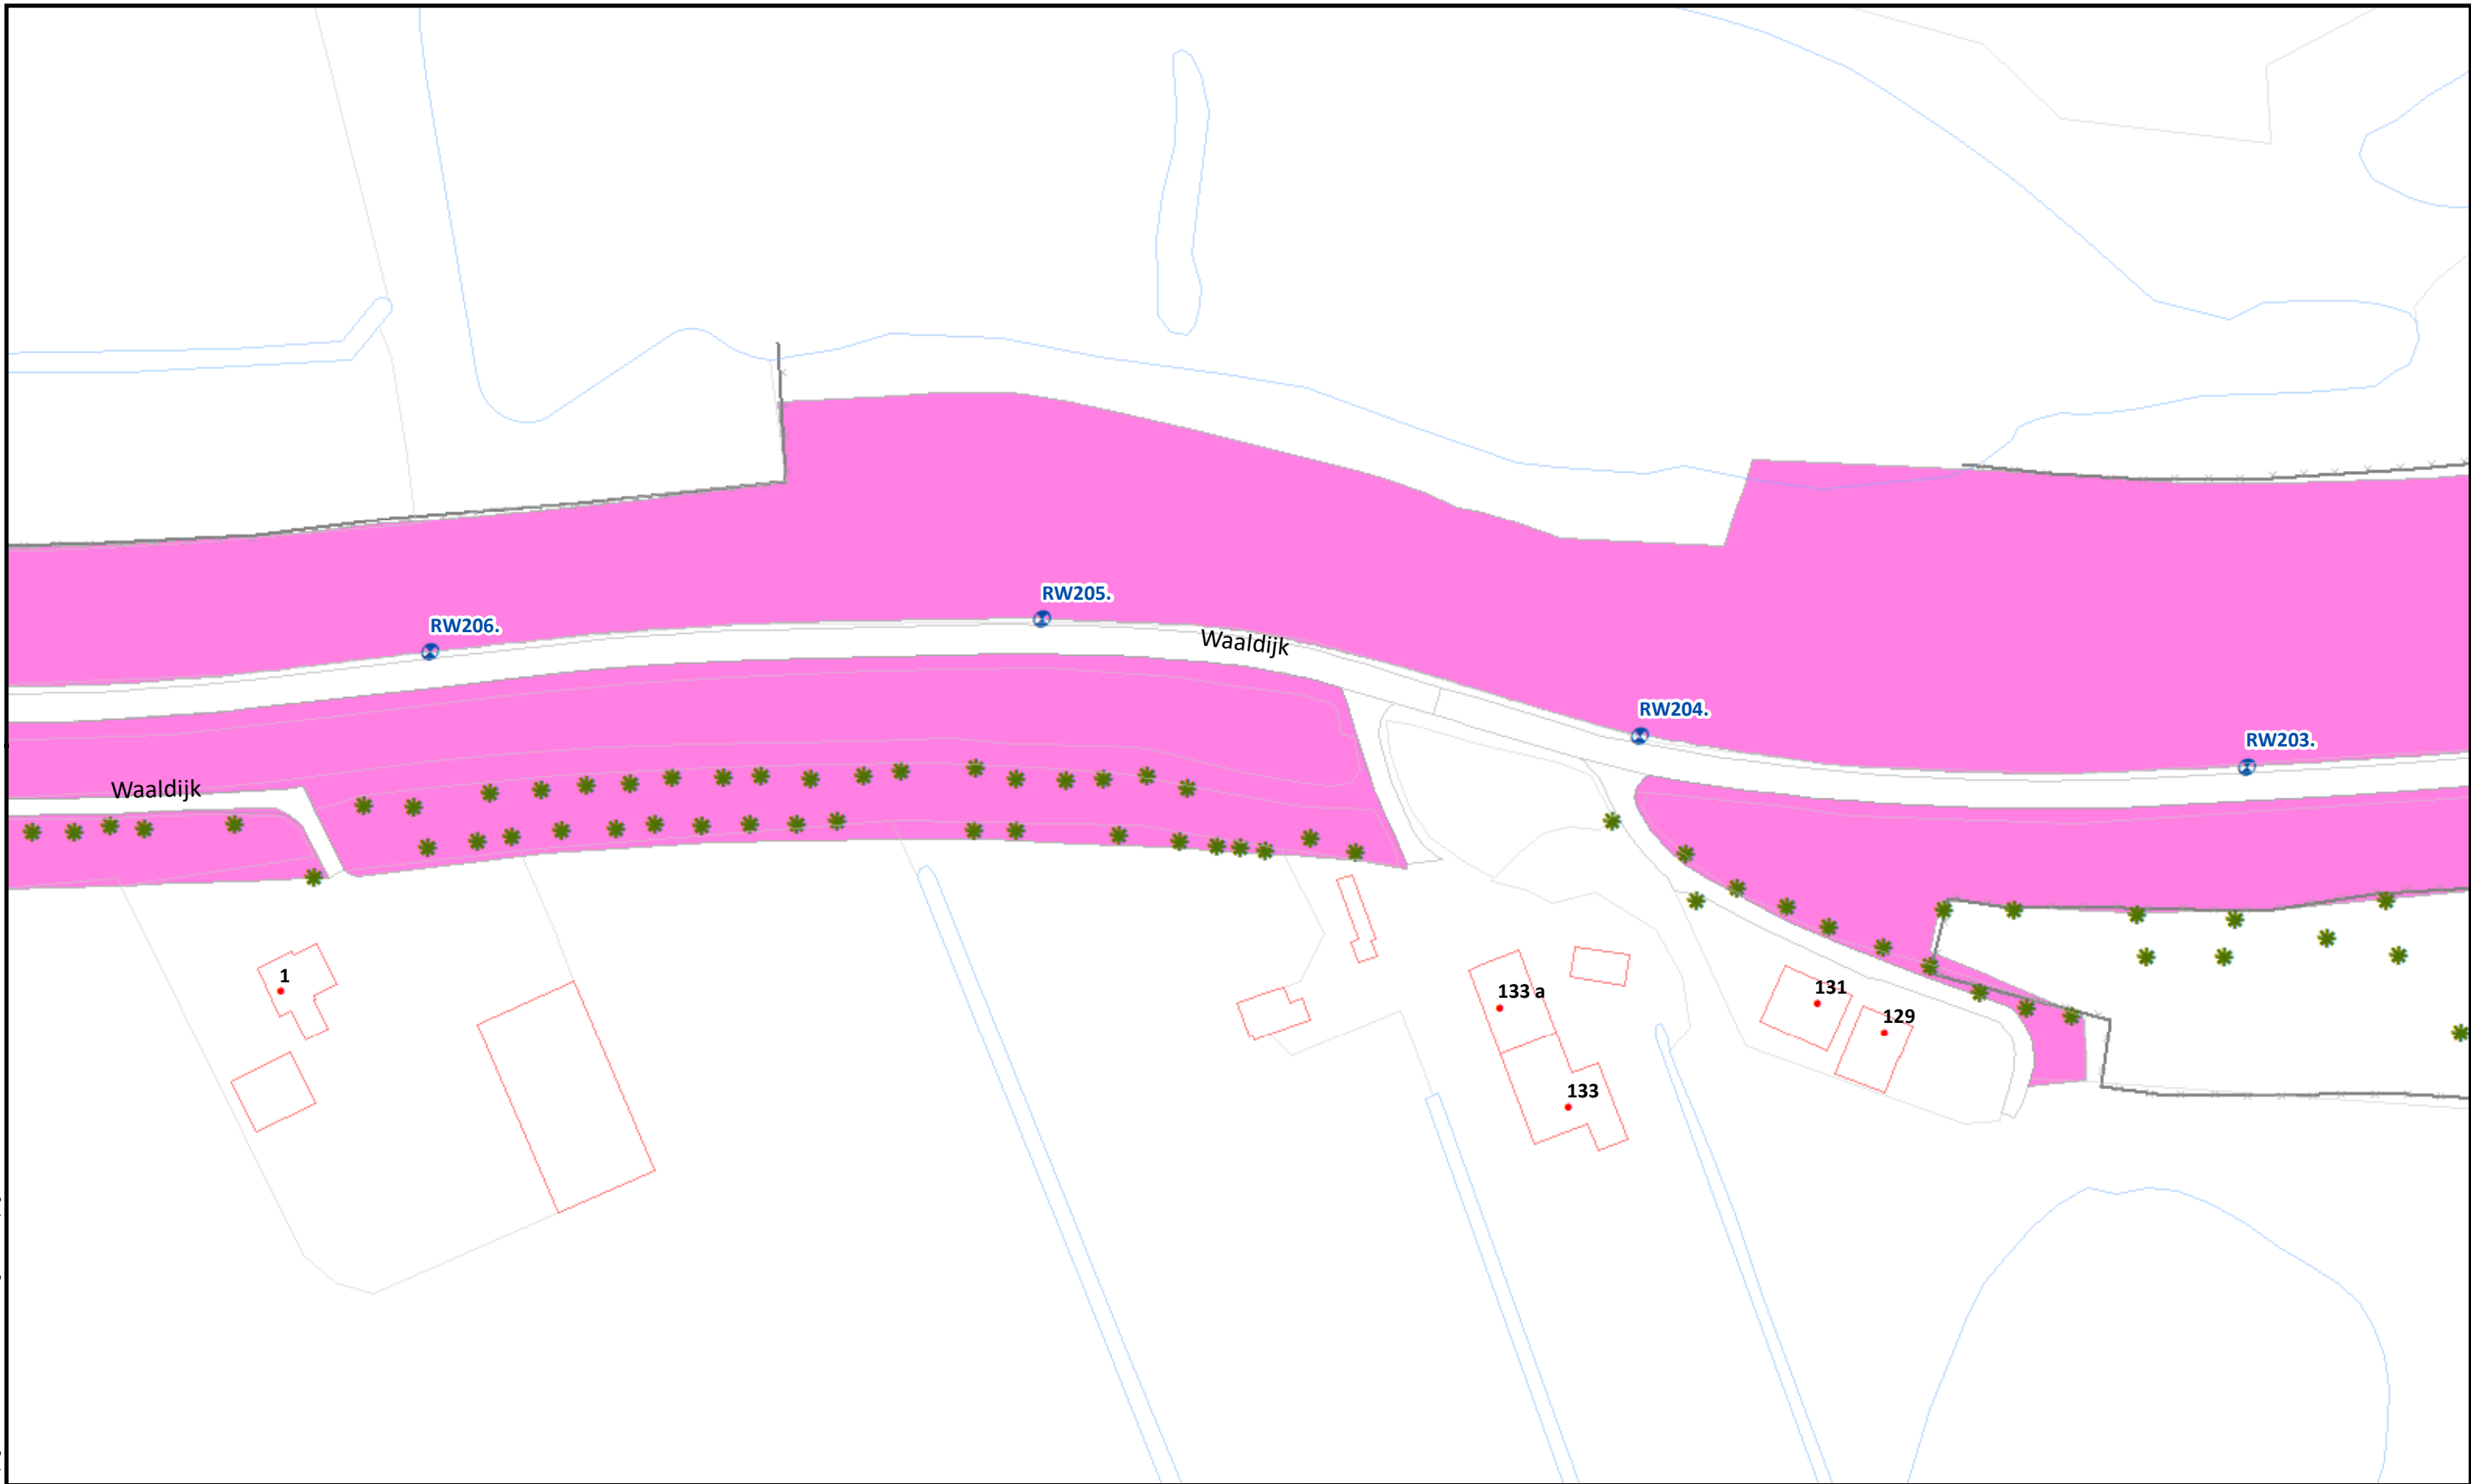 RW205.
RW206.
Waaldijk
RW204.
RW203.
Waaldijk
1
133 a
131
129
133